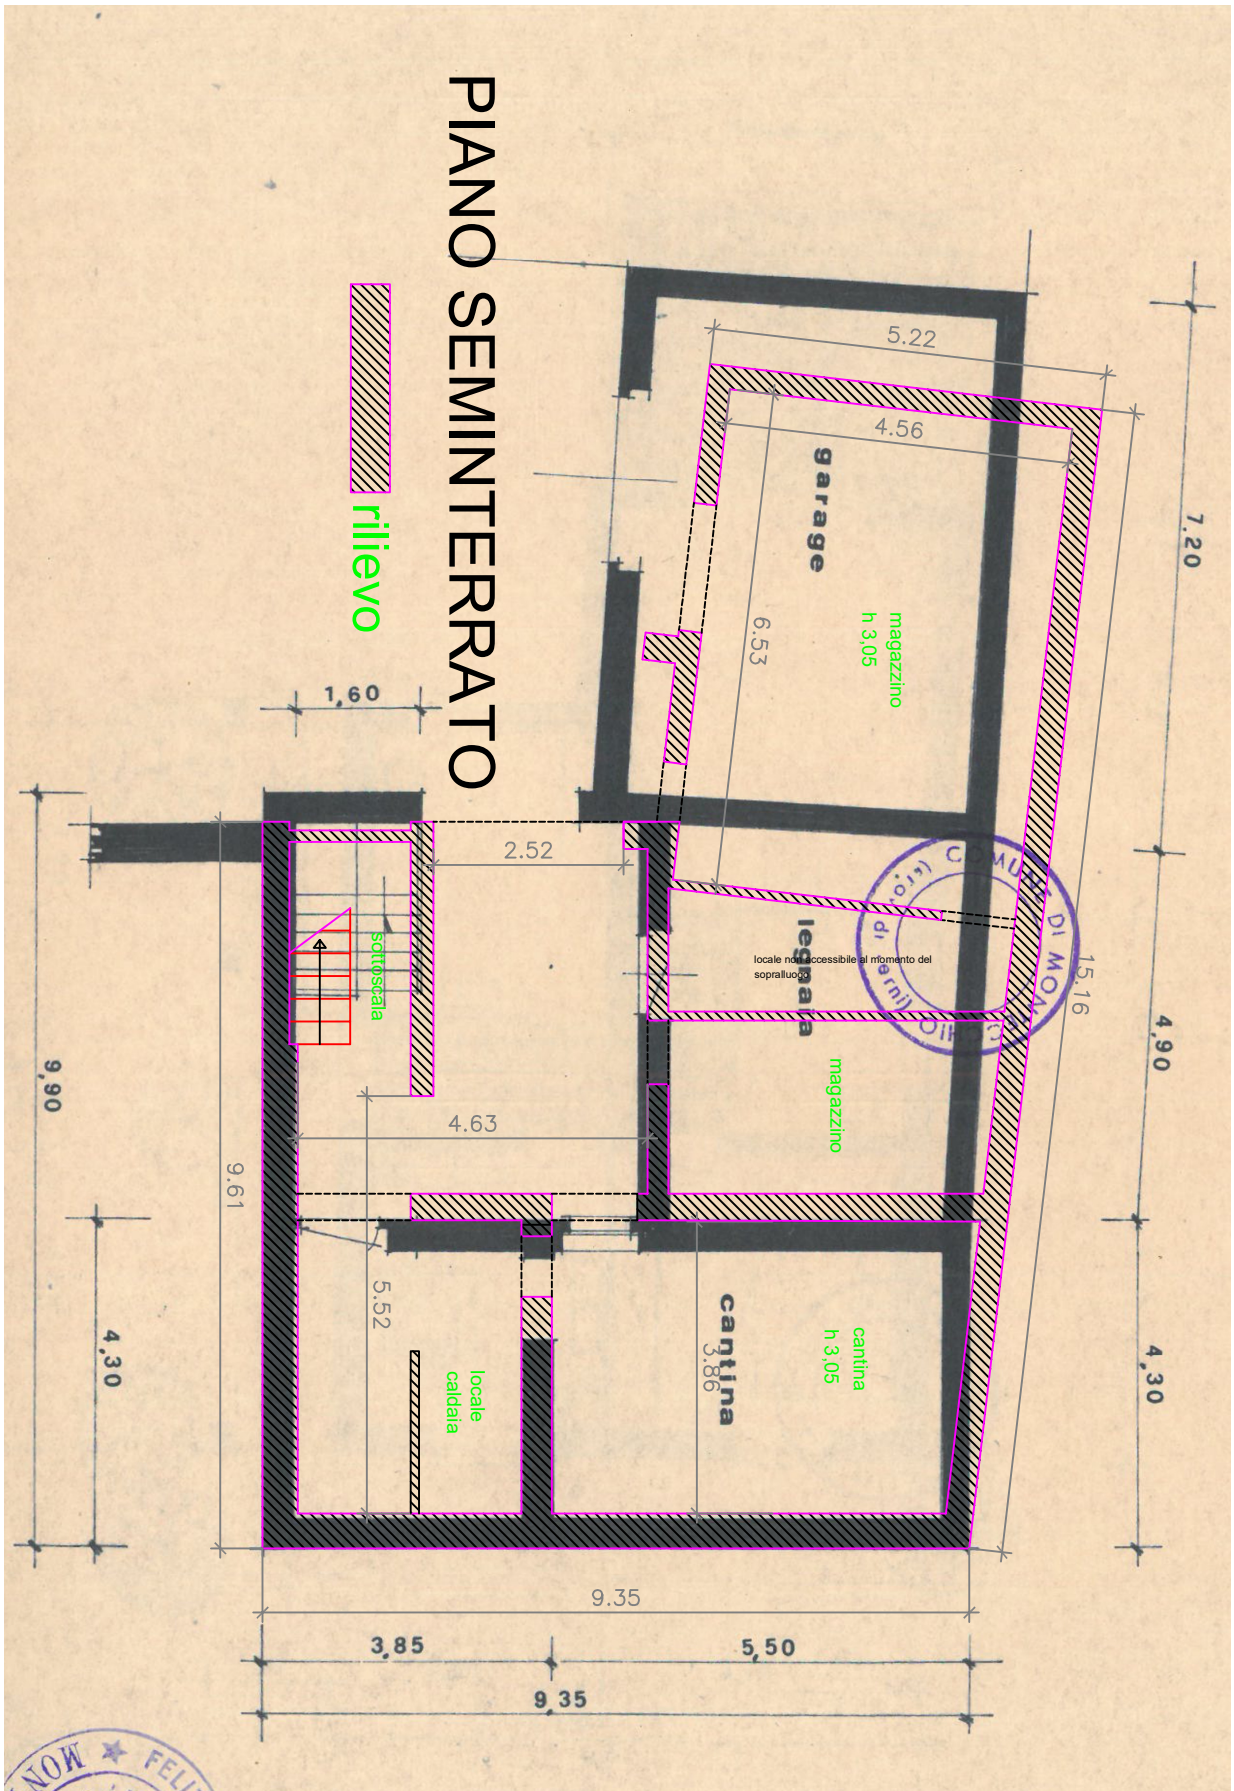 PIANO SEMINTERRATO
rilievo
5.22
4.56
garage
6.53
magazzino
h 3,05
7.20
1,60
2.52
COMUNE DI MONTECCHIO
legnaia
locale non accessibile al momento del
sopralluogo
15.16
sottoscala
magazzino
4,90
9,90
4.63
9.61
5.52
cantina
3.86
cantina
h 3,05
locale
caldaia
4,30
4,30
9.35
3,85
5,50
9,35
FELI
MON